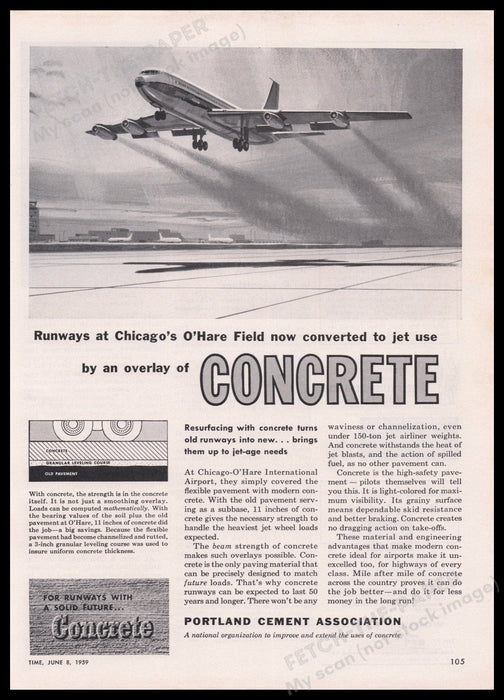 FETCH-THE-PAPER
My scan (not stock image)
Runways at Chicago's O'Hare Field now converted to jet use
by an overlay of CONCRETE
CONCRETE
GRANULAR LEVELING COURSE
OLD PAVEMENT
With concrete, the strength is in the concrete
itself. It is not just a smoothing overlay.
Loads can be computed mathematically. With
the bearing values of the soil plus the old
pavement at O'Hare, 11 inches of concrete did
the job—a big savings. Because the flexible
pavement had become channelized and rutted,
a 3-inch granular leveling course was used to
insure uniform concrete thickness.
FOR RUNWAYS WITH
A SOLID FUTURE...
Concrete
Resurfacing with concrete turns
old runways into new. . . brings
them up to jet-age needs
At Chicago-O'Hare International
Airport, they simply covered the
flexible pavement with modern con-
crete. With the old pavement serv-
ing as a subbase, 11 inches of con-
crete gives the necessary strength to
handle the heaviest jet wheel loads
expected.
The beam strength of concrete
makes such overlays possible. Con-
crete is the only paving material that
can be precisely designed to match
future loads. That's why concrete
runways can be expected to last 50
years and longer. There won't be any
waviness or channelization, even
under 150-ton jet airliner weights.
And concrete withstands the heat of
jet blasts, and the action of spilled
fuel, as no other pavement can.
Concrete is the high-safety pave-
ment — pilots themselves will tell
you this. It is light-colored for maxi-
mum visibility. Its grainy surface
means dependable skid resistance
and better braking. Concrete creates
no dragging action on take-offs.
These material and engineering
advantages that make modern con-
crete ideal for airports make it un-
excelled too, for highways of every
class. Mile after mile of concrete
across the country proves it can do
the job better—and do it for less
money in the long run!
PORTLAND CEMENT ASSOCIATION
A national organization to improve and extend the uses of concrete
FETCH-THE-PAPER
My scan (not stock image)
TIME, JUNE 8, 1959
105